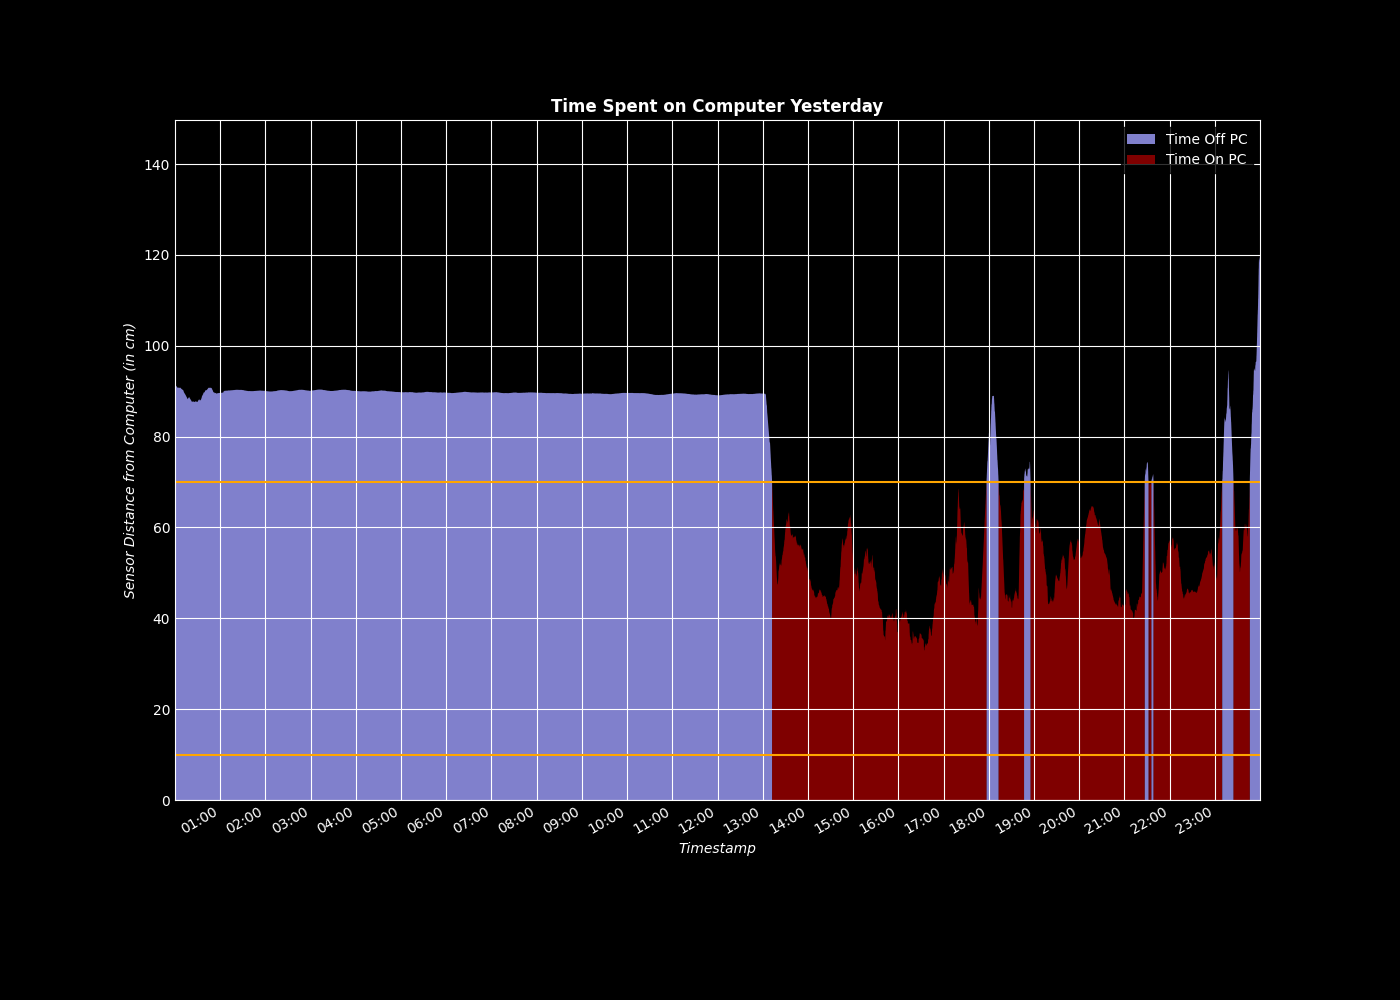 Time Spent on Computer Yesterday
Time Off PC
Time On PC
140
120
100
80
60
40
20
0
Sensor Distance from Computer (in cm)
01:00 02:00 03:00 04:00 05:00 06:00 07:00 08:00 09:00 10:00 11:00 12:00 13:00 14:00 15:00 16:00 17:00 18:00 19:00 20:00 21:00 22:00 23:00
Timestamp